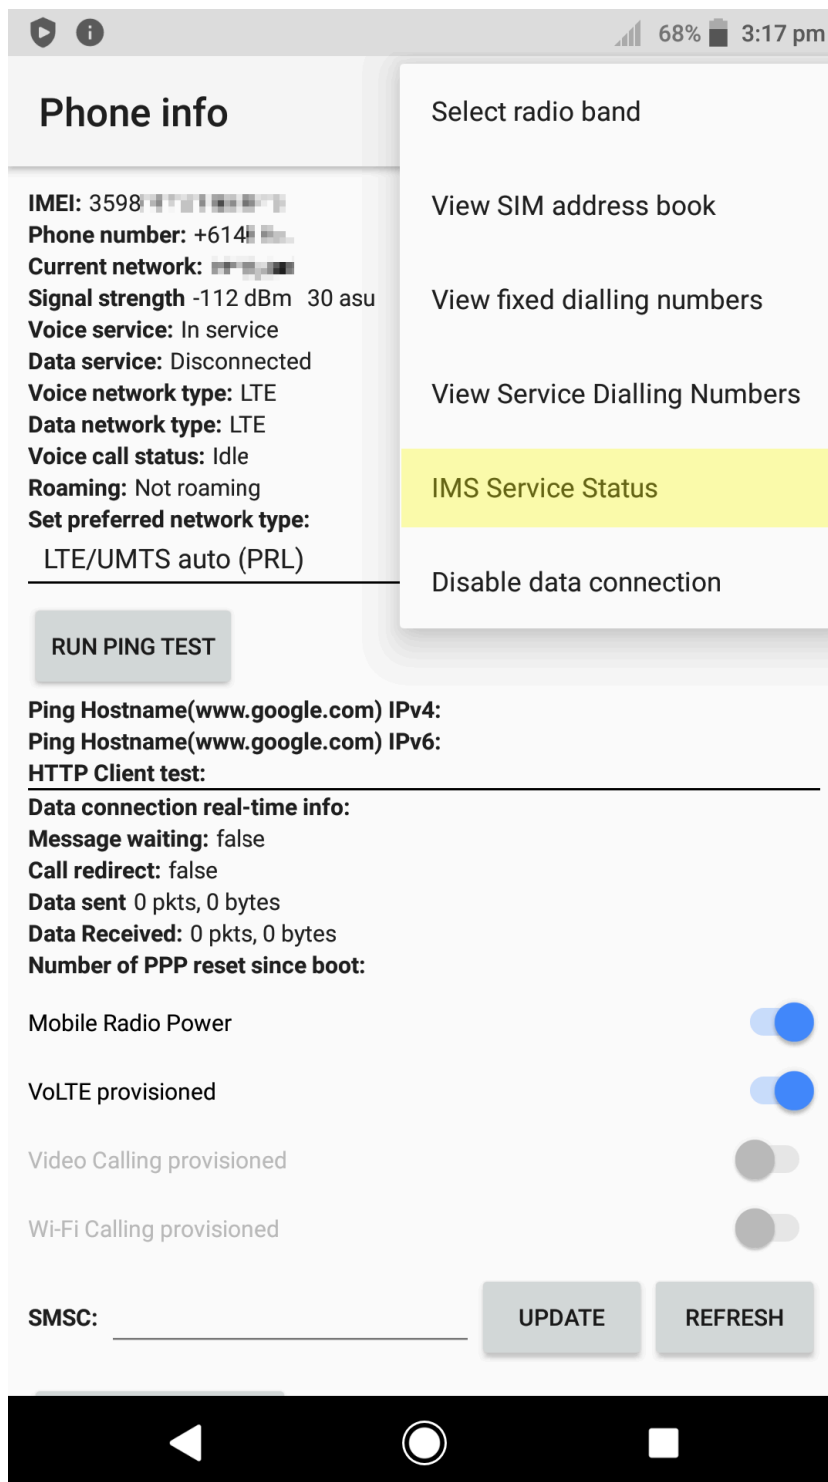 68% 3:17 pm
Phone info
Select radio band
View SIM address book
View fixed dialling numbers
View Service Dialling Numbers
IMS Service Status
Disable data connection
IMEI: 3598
Phone number: +614
Current network:
Signal strength -112 dBm 30 asu
Voice service: In service
Data service: Disconnected
Voice network type: LTE
Data network type: LTE
Voice call status: Idle
Roaming: Not roaming
Set preferred network type:
LTE/UMTS auto (PRL)
RUN PING TEST
Ping Hostname(www.google.com) IPv4:
Ping Hostname(www.google.com) IPv6:
HTTP Client test:
Data connection real-time info:
Message waiting: false
Call redirect: false
Data sent 0 pkts, 0 bytes
Data Received: 0 pkts, 0 bytes
Number of PPP reset since boot:
Mobile Radio Power
VoLTE provisioned
Video Calling provisioned
Wi-Fi Calling provisioned
SMSC: UPDATE REFRESH